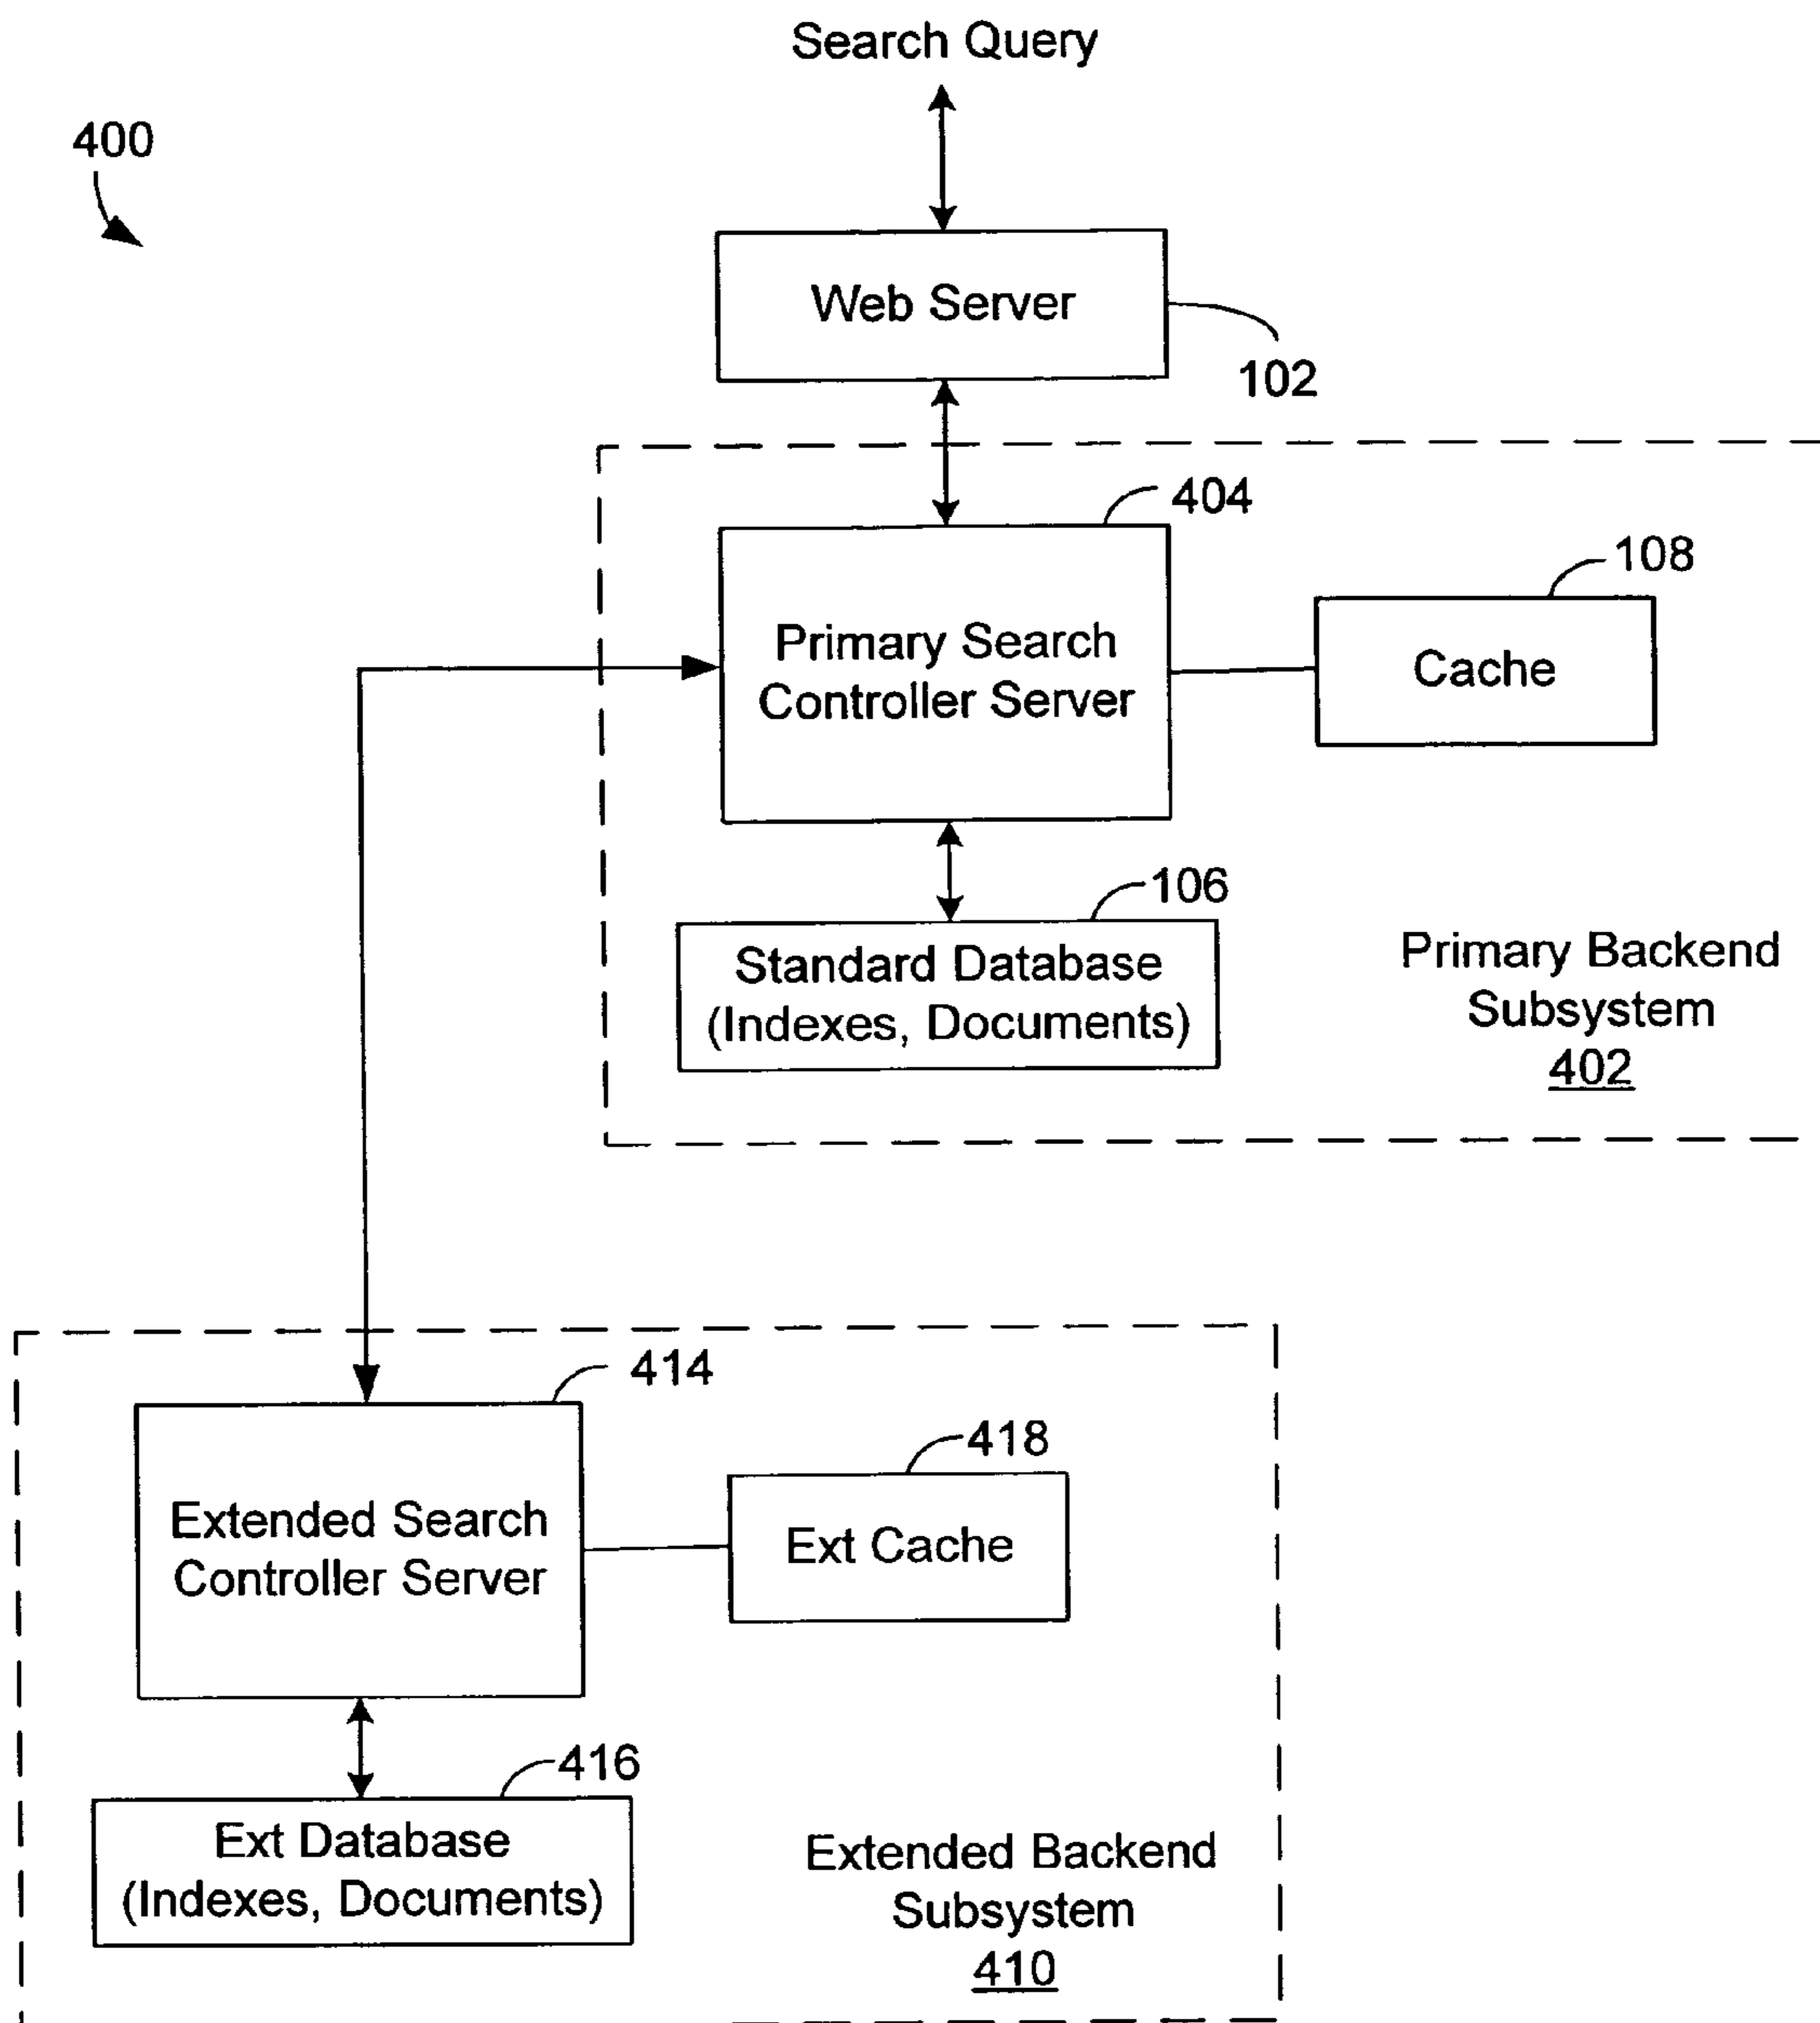 Search Query
400
Web Server
102
404
108
Primary Search
Controller Server
Cache
106
Standard Database
(Indexes, Documents)
Primary Backend
Subsystem
402
414
418
Extended Search
Controller Server
Ext Cache
416
Ext Database
(Indexes, Documents)
Extended Backend
Subsystem
410